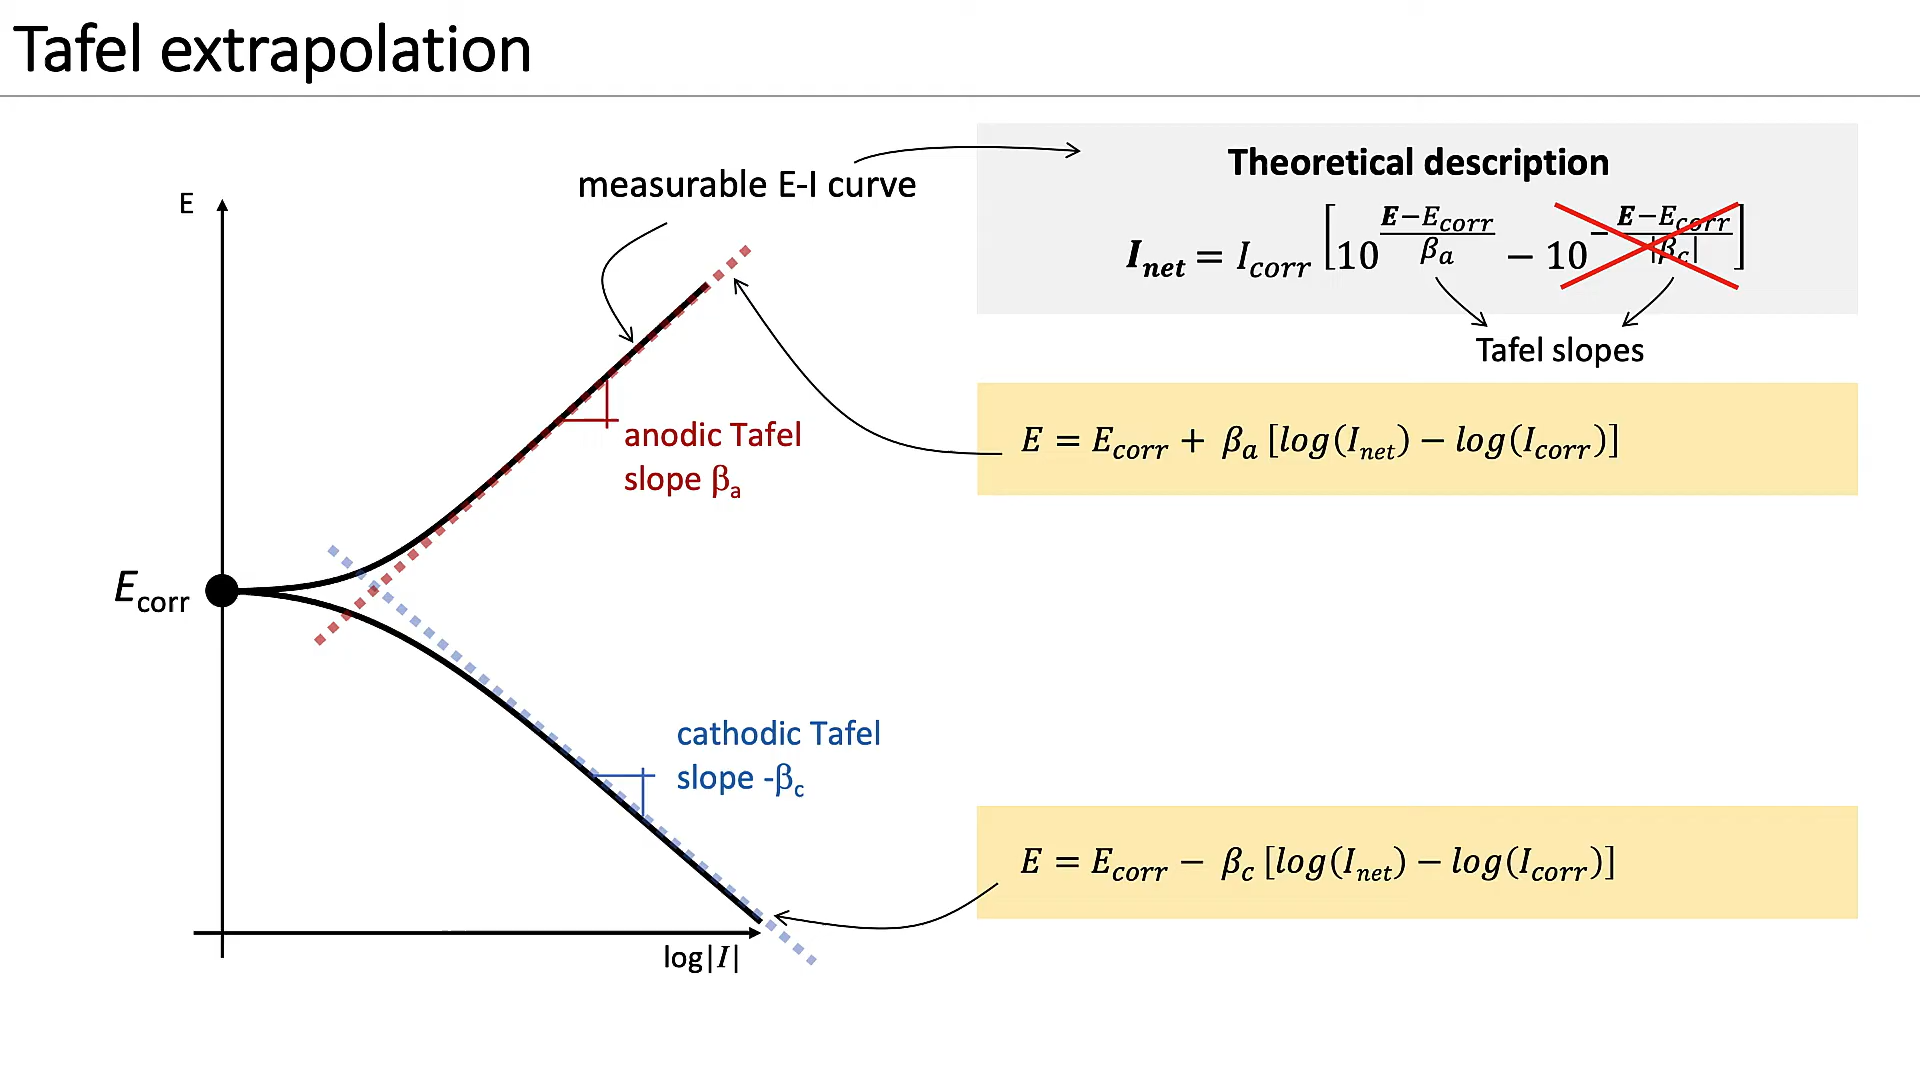 Tafel extrapolation
E
measurable E-I curve
Theoretical description
I_net = I_corr [10^{(E−E_corr)/β_a} − 10^{−(E−E_corr)/|β_c|}]
Tafel slopes
anodic Tafel
slope β_a
E = E_corr + β_a [log(I_net) − log(I_corr)]
E_corr
cathodic Tafel
slope -β_c
E = E_corr − β_c [log(I_net) − log(I_corr)]
log|I|